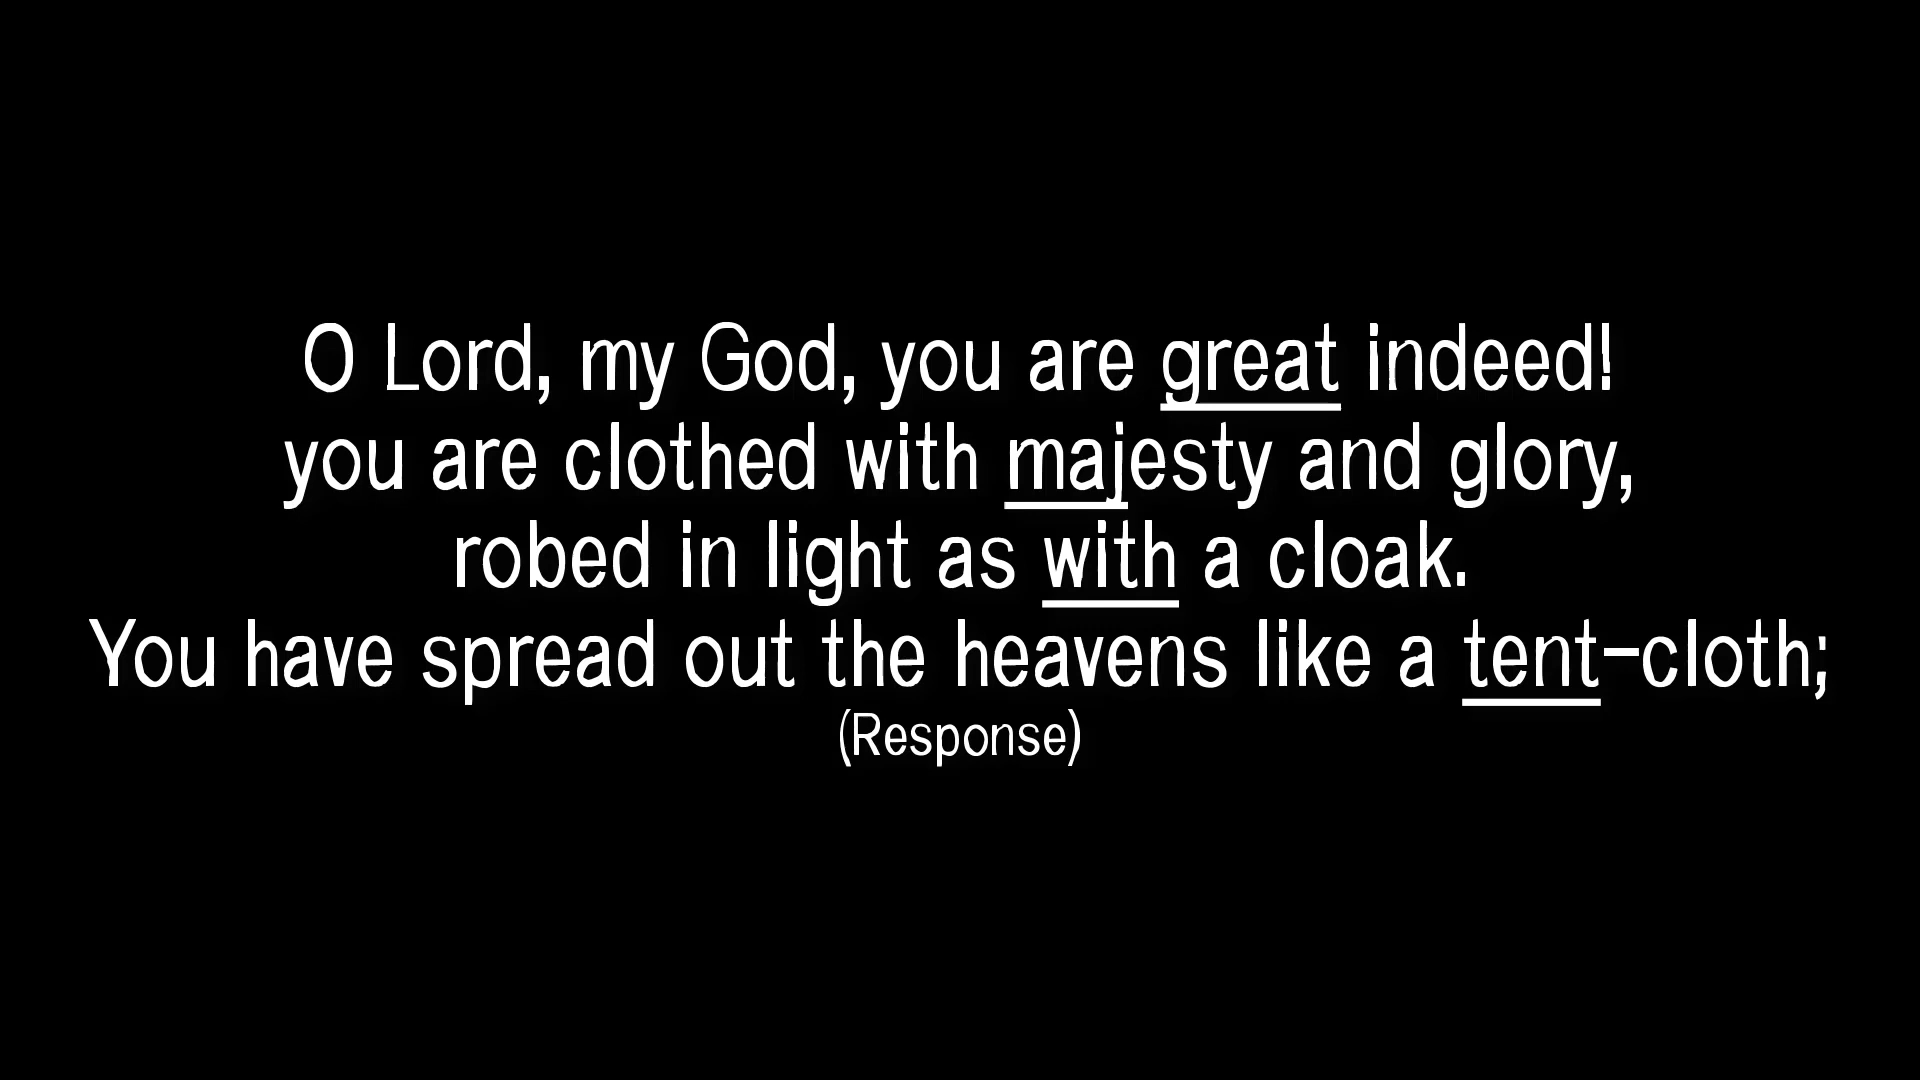 O Lord, my God, you are great indeed!
you are clothed with majesty and glory,
robed in light as with a cloak.
You have spread out the heavens like a tent-cloth;
(Response)